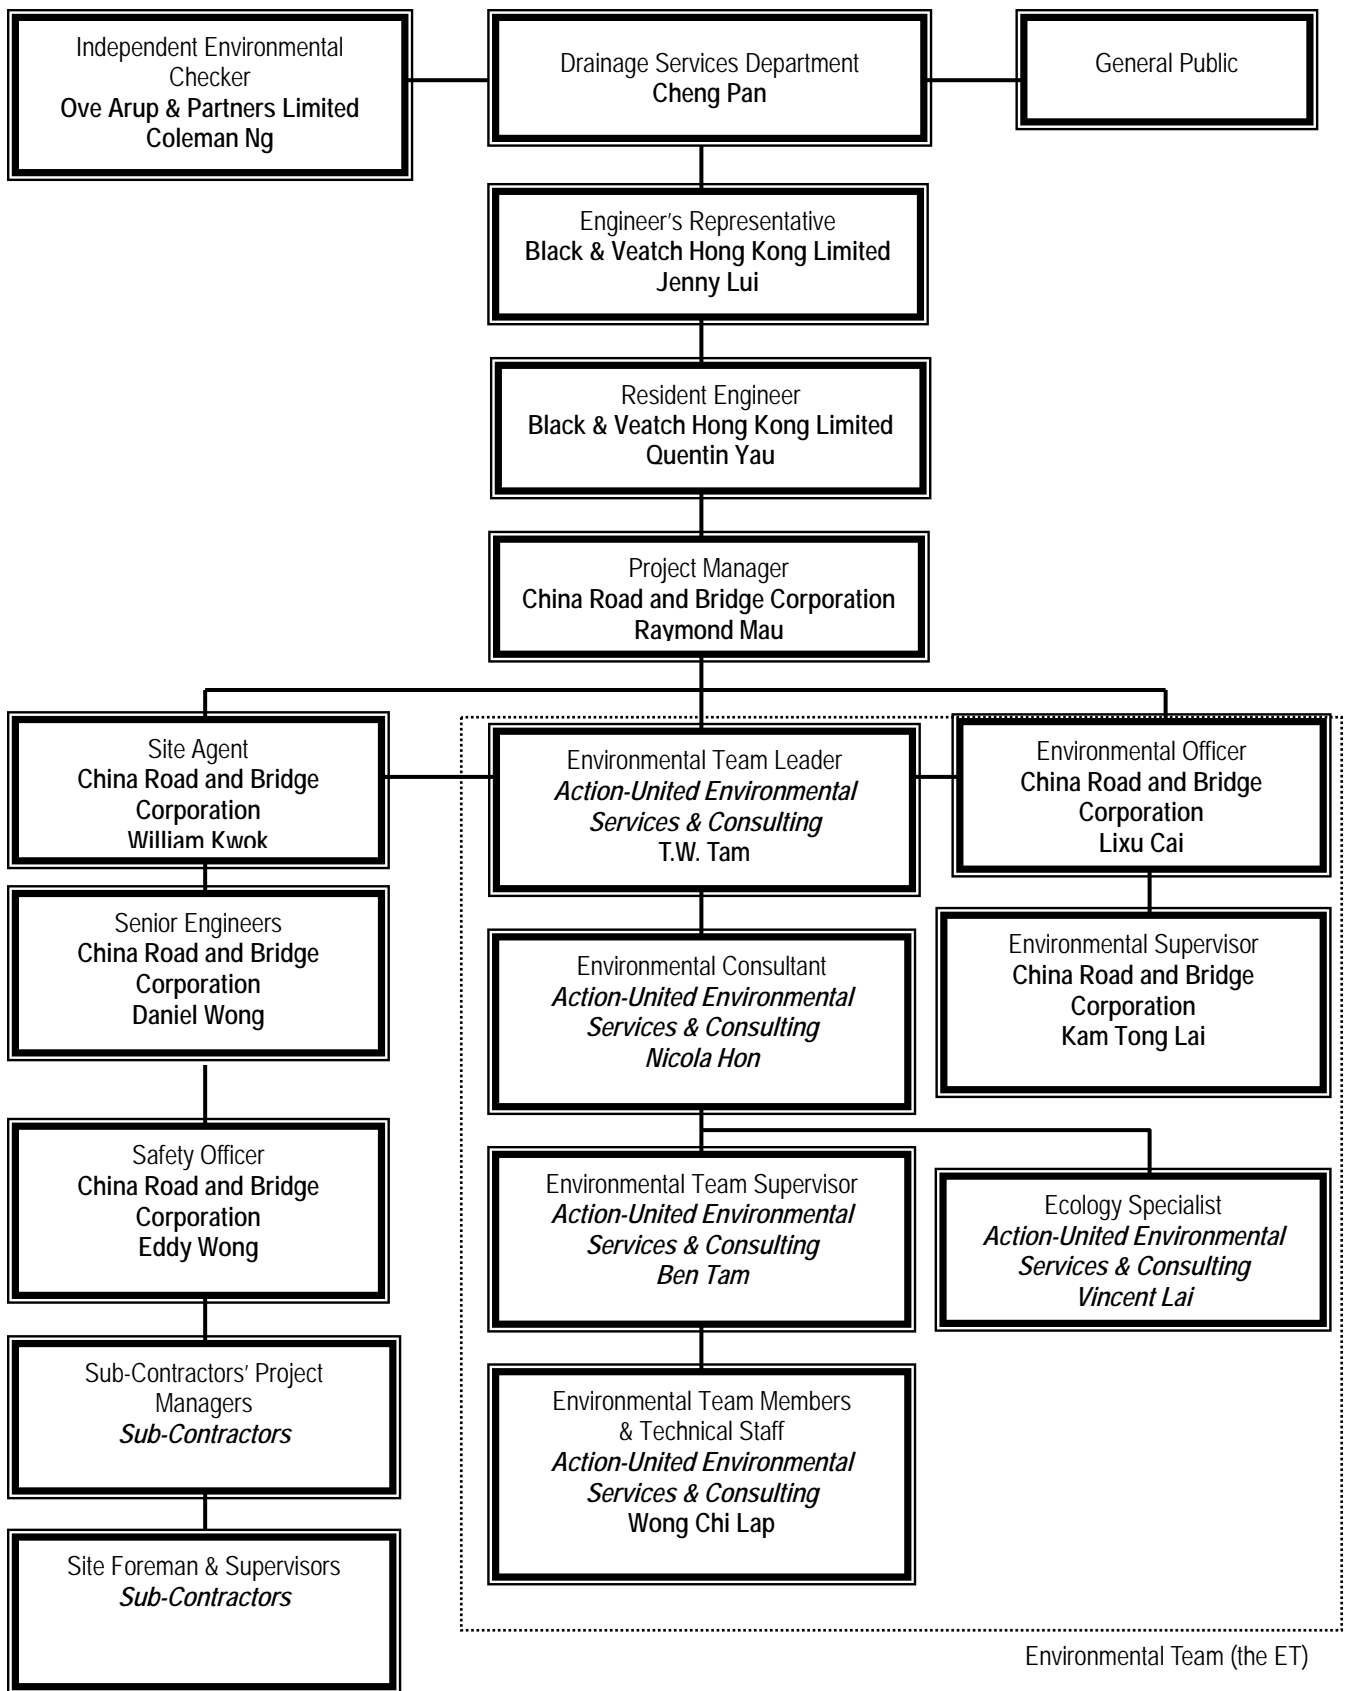 Independent Environmental
Checker
Ove Arup & Partners Limited
Coleman Ng
Drainage Services Department
Cheng Pan
General Public
Engineer's Representative
Black & Veatch Hong Kong Limited
Jenny Lui
Resident Engineer
Black & Veatch Hong Kong Limited
Quentin Yau
Project Manager
China Road and Bridge Corporation
Raymond Mau
Site Agent
China Road and Bridge
Corporation
William Kwok
Environmental Team Leader
Action-United Environmental
Services & Consulting
T.W. Tam
Environmental Officer
China Road and Bridge
Corporation
Lixu Cai
Senior Engineers
China Road and Bridge
Corporation
Daniel Wong
Environmental Consultant
Action-United Environmental
Services & Consulting
Nicola Hon
Environmental Supervisor
China Road and Bridge
Corporation
Kam Tong Lai
Safety Officer
China Road and Bridge
Corporation
Eddy Wong
Environmental Team Supervisor
Action-United Environmental
Services & Consulting
Ben Tam
Ecology Specialist
Action-United Environmental
Services & Consulting
Vincent Lai
Sub-Contractors' Project
Managers
Sub-Contractors
Environmental Team Members
& Technical Staff
Action-United Environmental
Services & Consulting
Wong Chi Lap
Site Foreman & Supervisors
Sub-Contractors
Environmental Team (the ET)